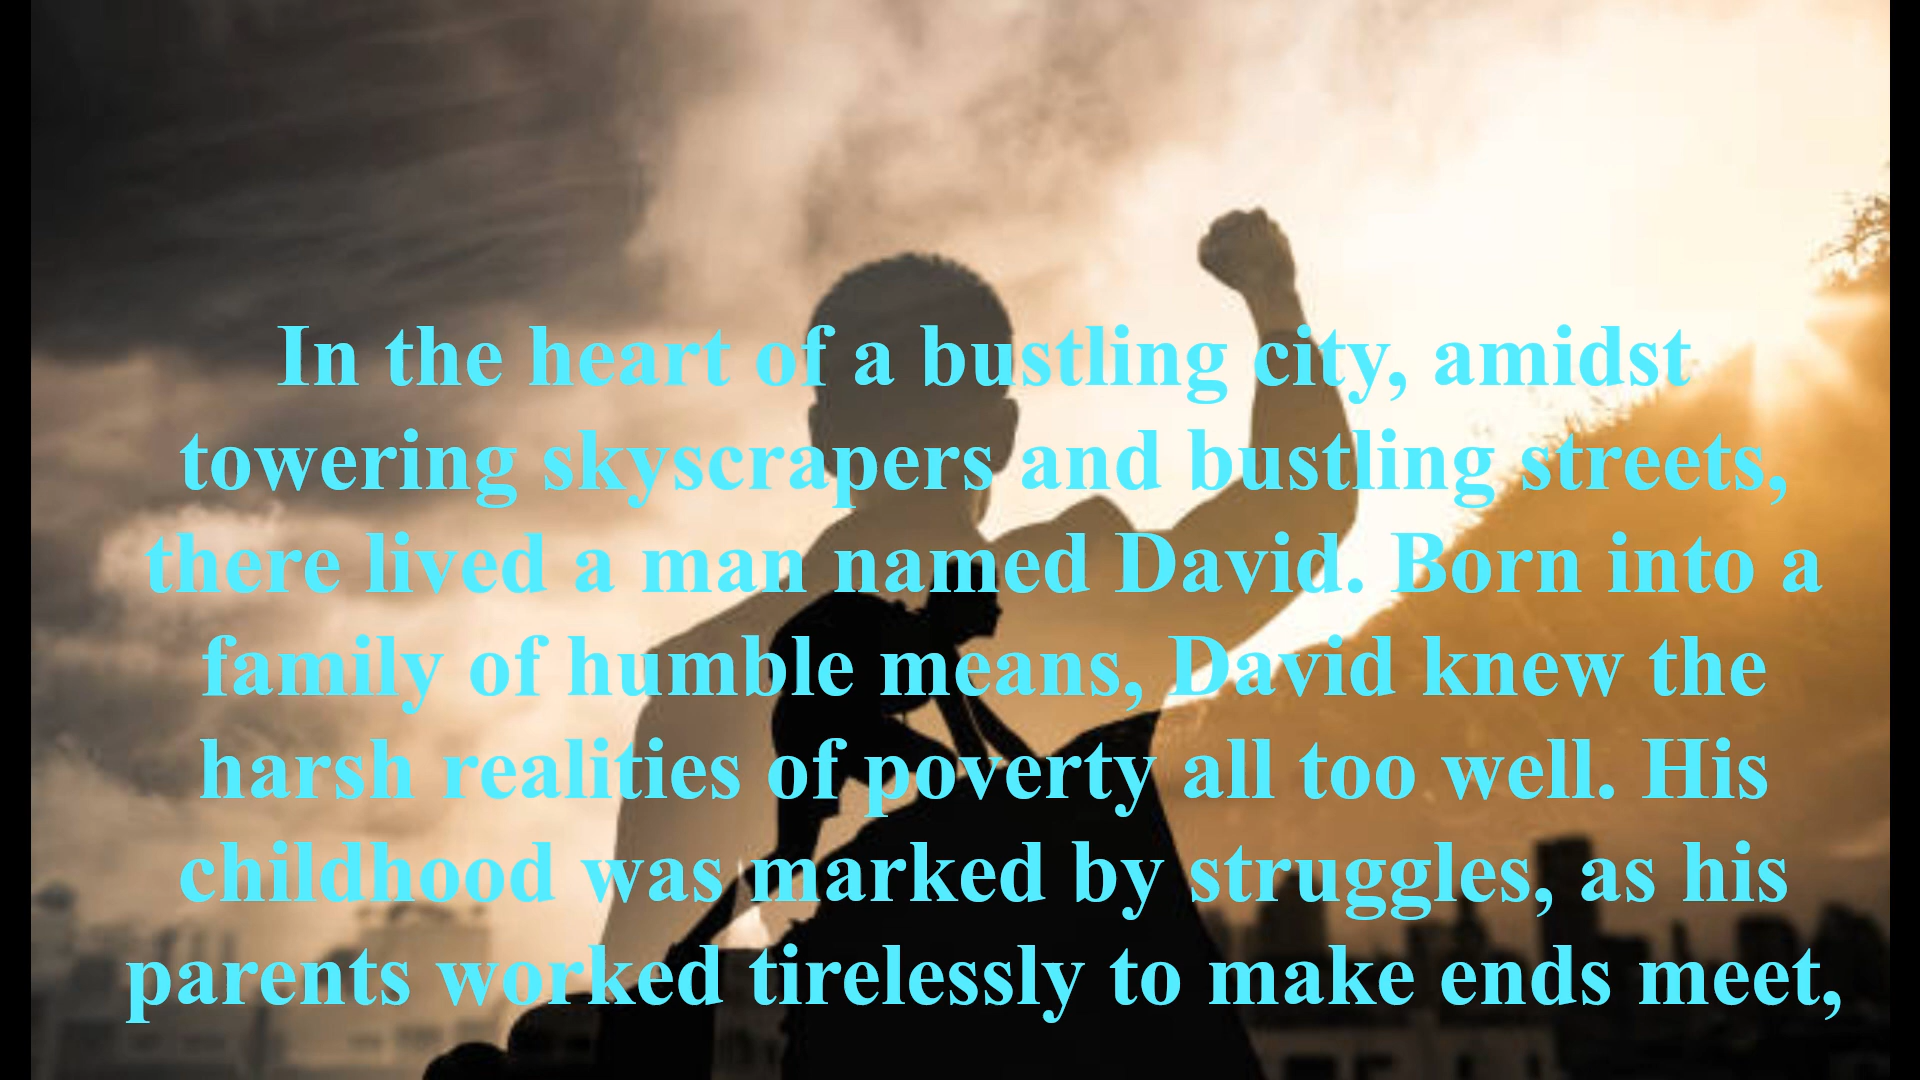 In the heart of a bustling city, amidst
towering skyscrapers and bustling streets,
there lived a man named David. Born into a
family of humble means, David knew the
harsh realities of poverty all too well. His
childhood was marked by struggles, as his
parents worked tirelessly to make ends meet,